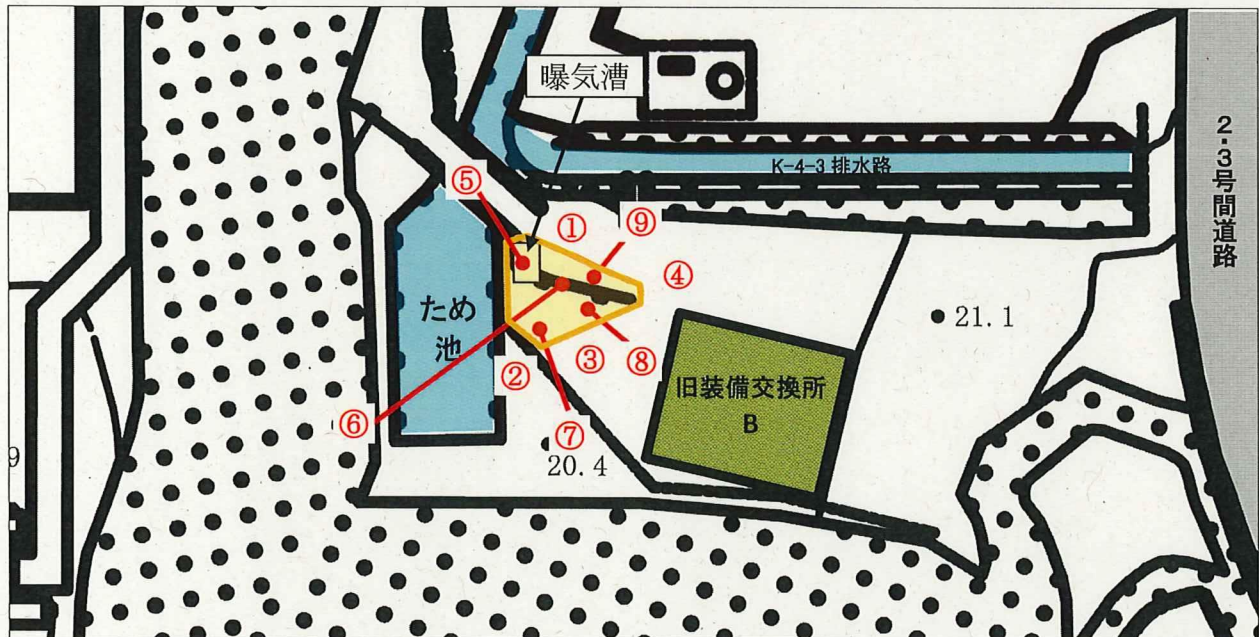 曝気槽
K-4-3 排水路
2・3号間道路
⑤
①
⑨
④
ため
池
21.1
②
③
⑧
旧装備交換所
B
⑥
⑦
20.4
9